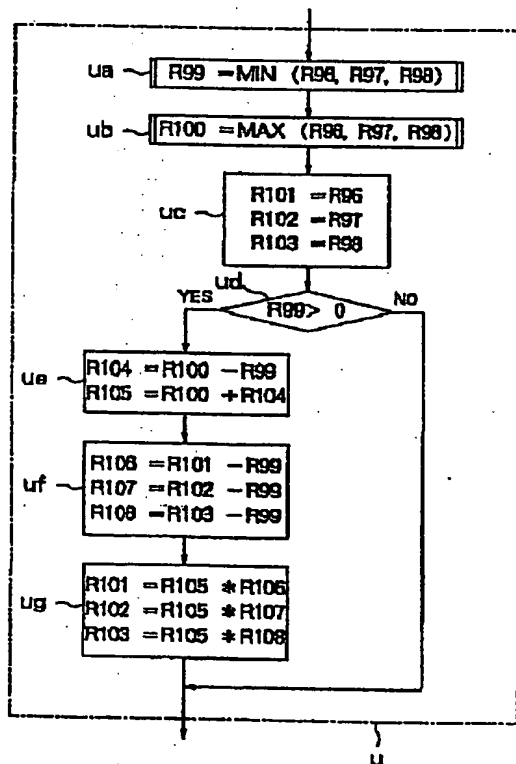 ua
R99 =MIN (R96, R97, R98)
ub
R100 =MAX (R96, R97, R98)
uc
R101 =R96
R102 =R97
R103 =R98
ud
YES
R99> 0
NO
ue
R104 =R100 -R99
R105 =R100 +R104
uf
R106 =R101 -R99
R107 =R102 -R99
R108 =R103 -R99
ug
R101 =R105 *R106
R102 =R105 *R107
R103 =R105 *R108
u